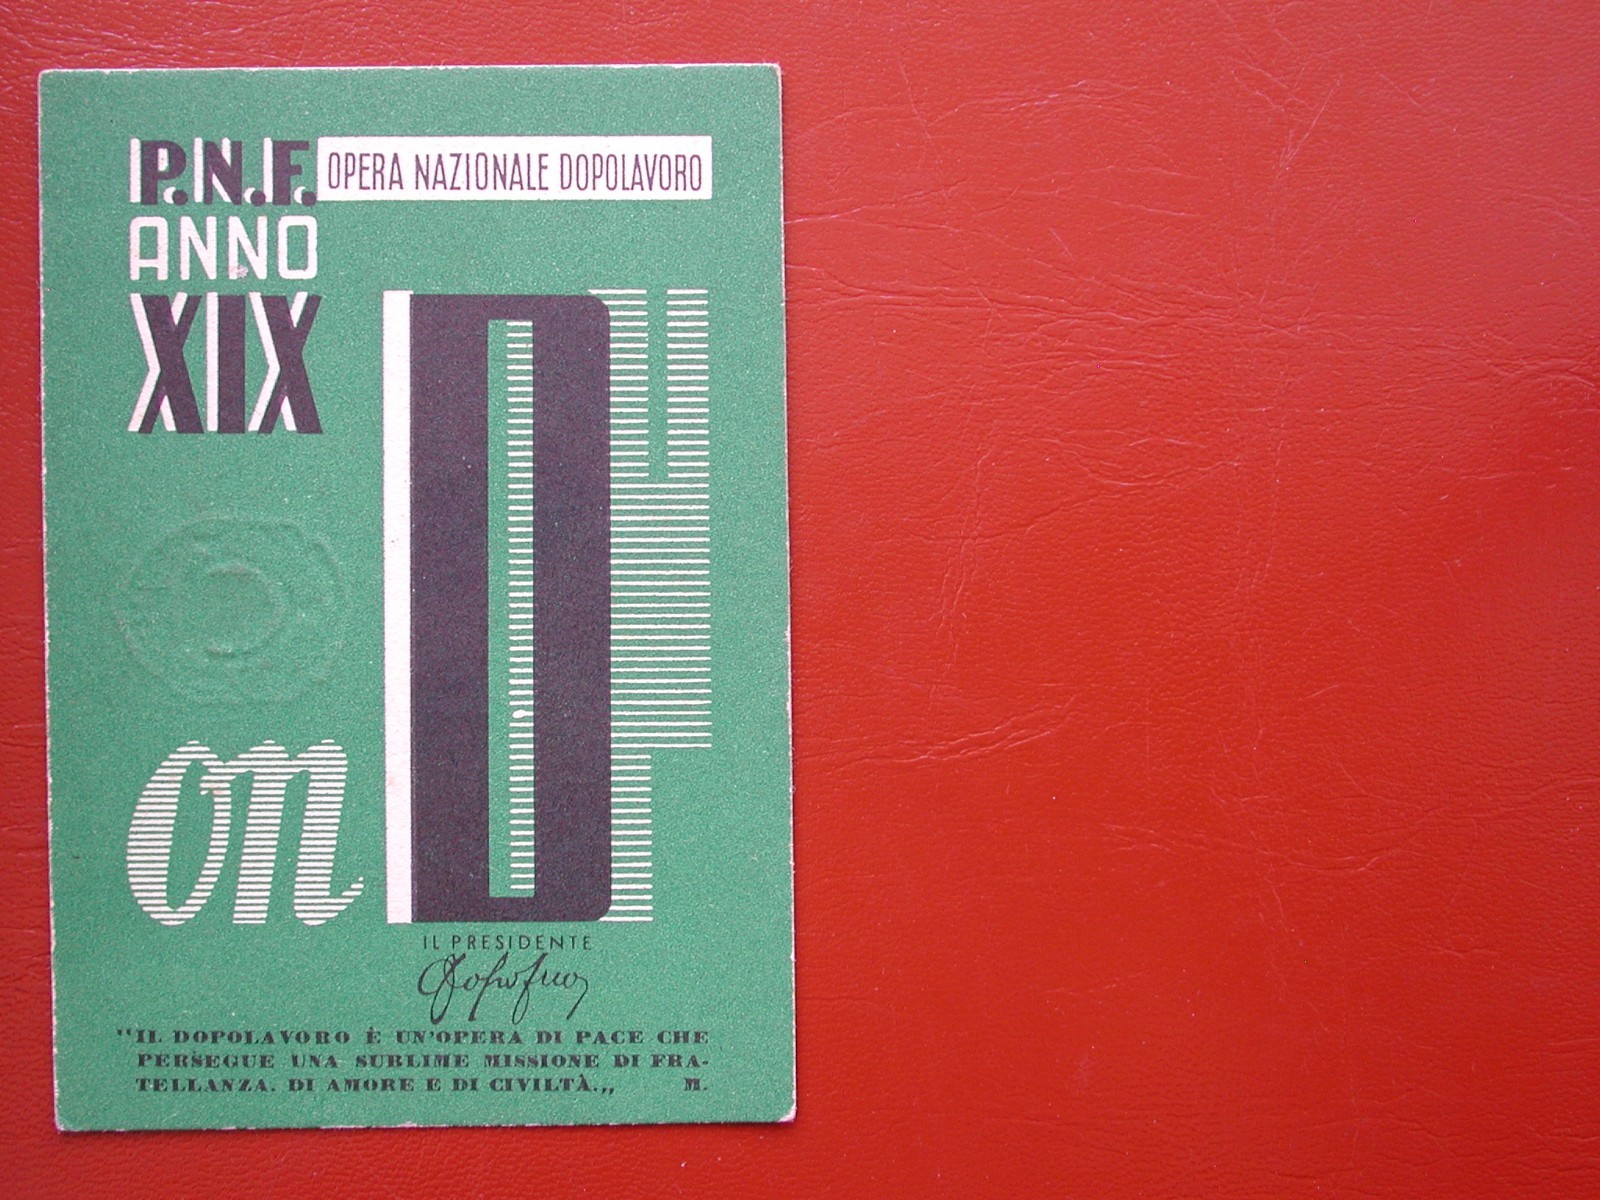 P.N.F. OPERA NAZIONALE DOPOLAVORO
ANNO
XIX
on D
IL PRESIDENTE
"IL DOPOLAVORO È UN'OPERA DI PACE CHE
PERSEGUE UNA SUBLIME MISSIONE DI FRA-
TELLANZA. DI AMORE E DI CIVILTÀ.„ M.